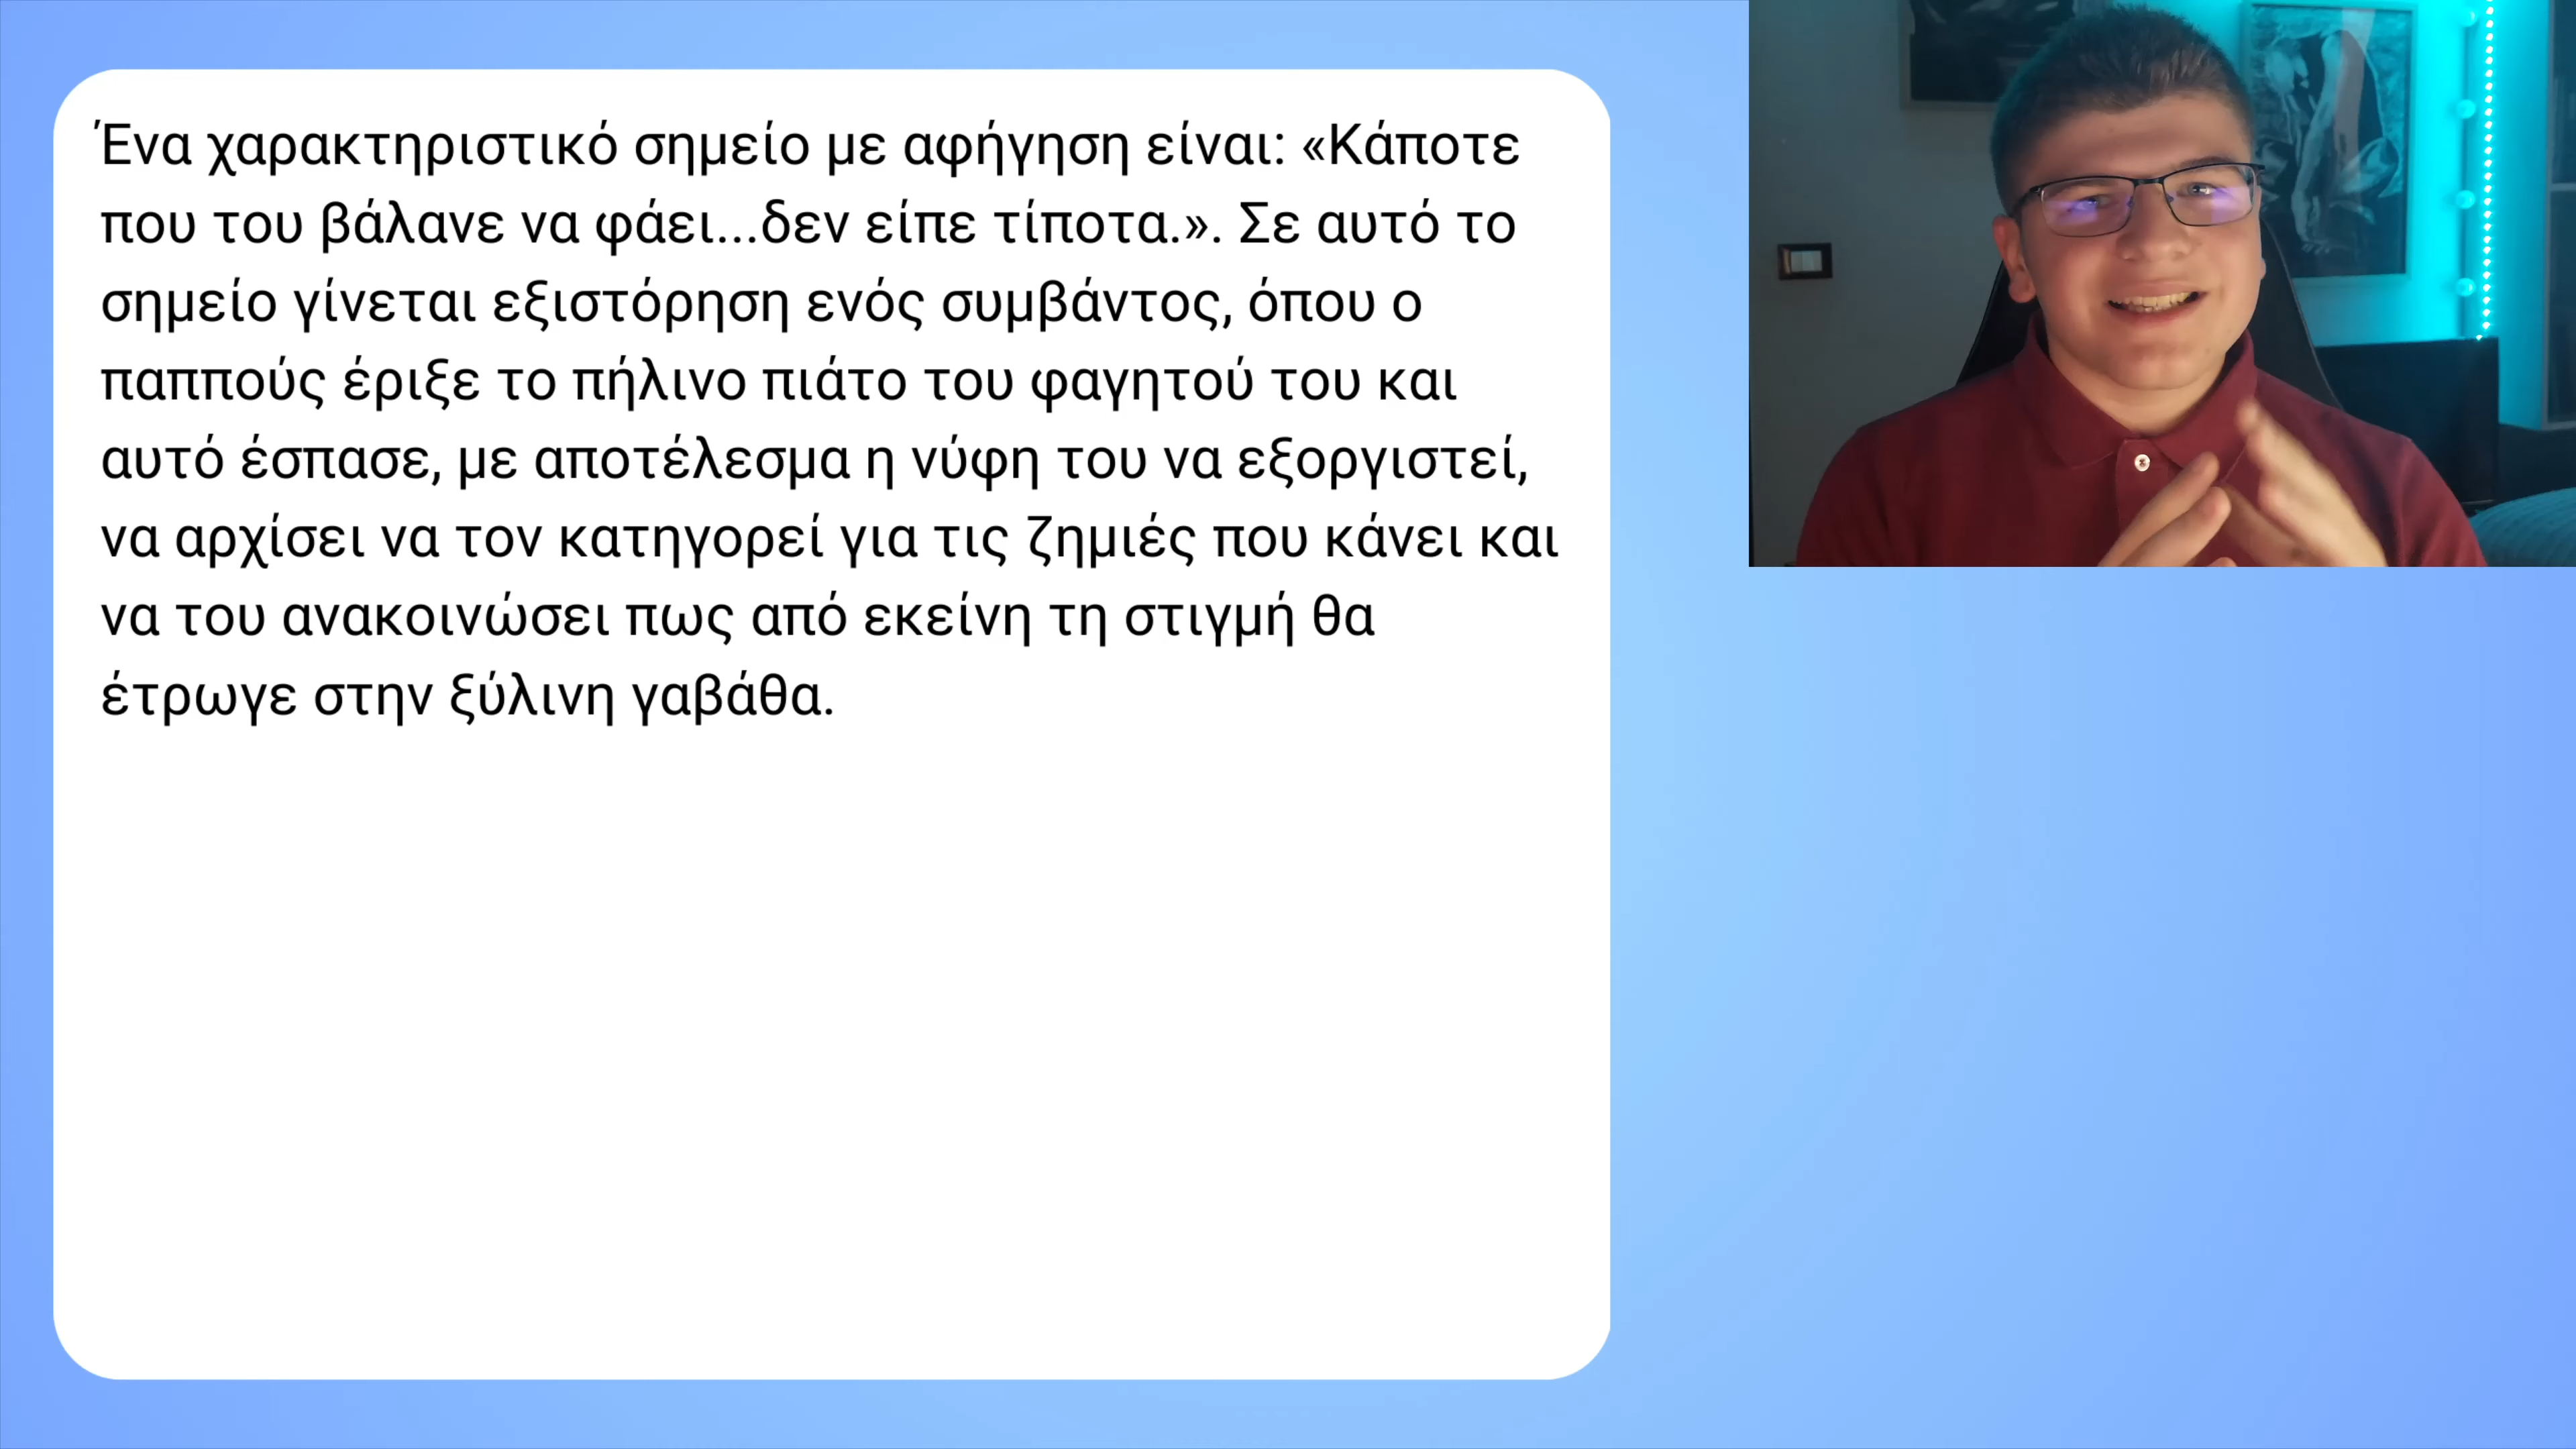 Ένα χαρακτηριστικό σημείο με αφήγηση είναι: «Κάποτε
που του βάλανε να φάει...δεν είπε τίποτα.». Σε αυτό το
σημείο γίνεται εξιστόρηση ενός συμβάντος, όπου ο
παππούς έριξε το πήλινο πιάτο του φαγητού του και
αυτό έσπασε, με αποτέλεσμα η νύφη του να εξοργιστεί,
να αρχίσει να τον κατηγορεί για τις ζημιές που κάνει και
να του ανακοινώσει πως από εκείνη τη στιγμή θα
έτρωγε στην ξύλινη γαβάθα.